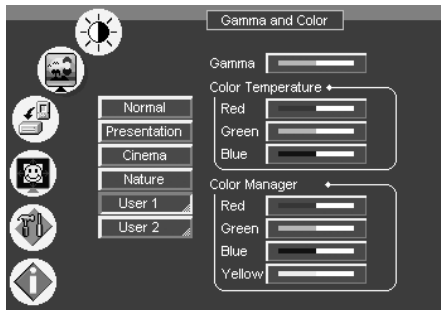 Gamma and Color
Normal
Presentation
Cinema
Nature
User 1
User 2
Gamma
Color Temperature
Red
Green
Blue
Color Manager
Red
Green
Blue
Yellow